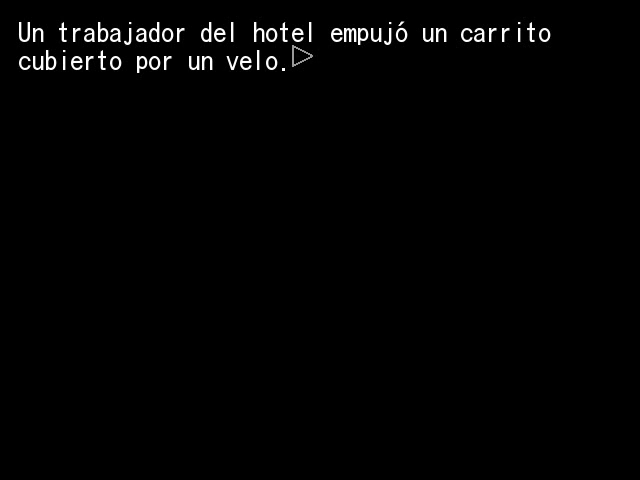 Un trabajador del hotel empujó un carrito
cubierto por un velo.